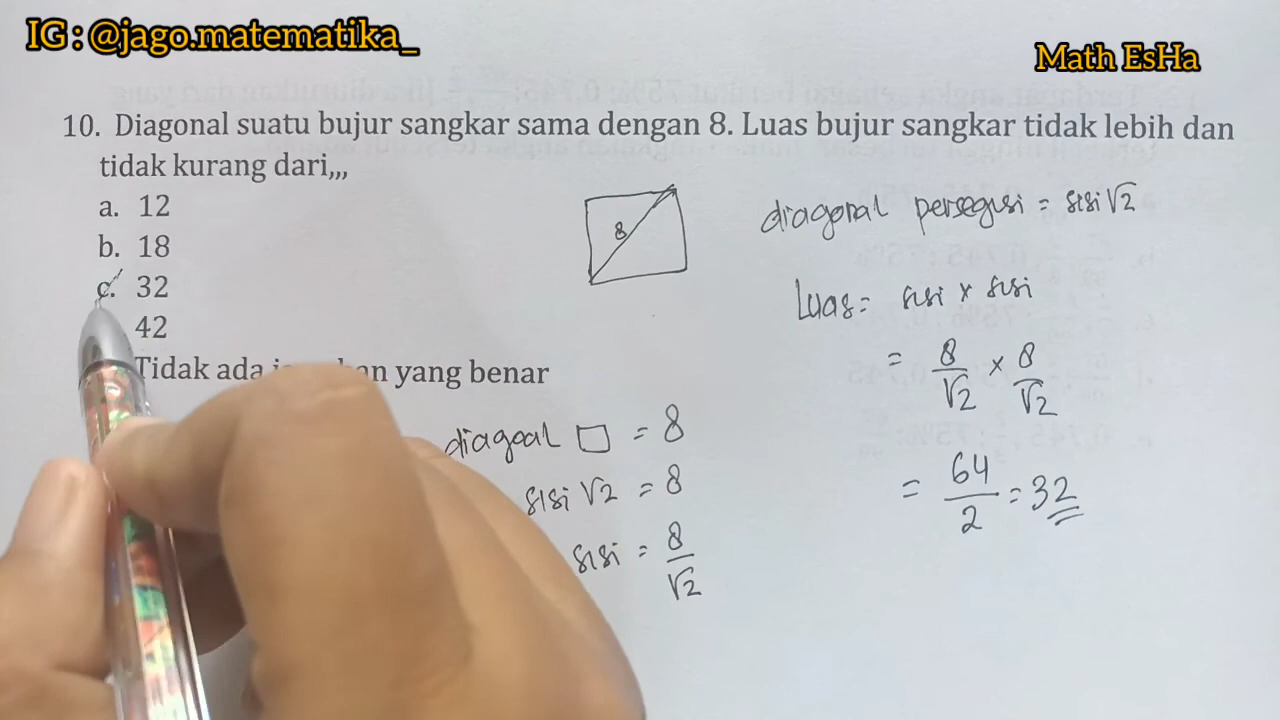 IG : @jago.matematika_
Math EsHa
10. Diagonal suatu bujur sangkar sama dengan 8. Luas bujur sangkar tidak lebih dan
tidak kurang dari,,,
a. 12
b. 18
c. 32
42
Tidak ada yang benar
8
diagonal □ = 8
sisi √2 = 8
sisi = 8/√2
diagonal persegi = sisi √2
Luas = sisi × sisi
= 8/√2 × 8/√2
= 64/2 = 32